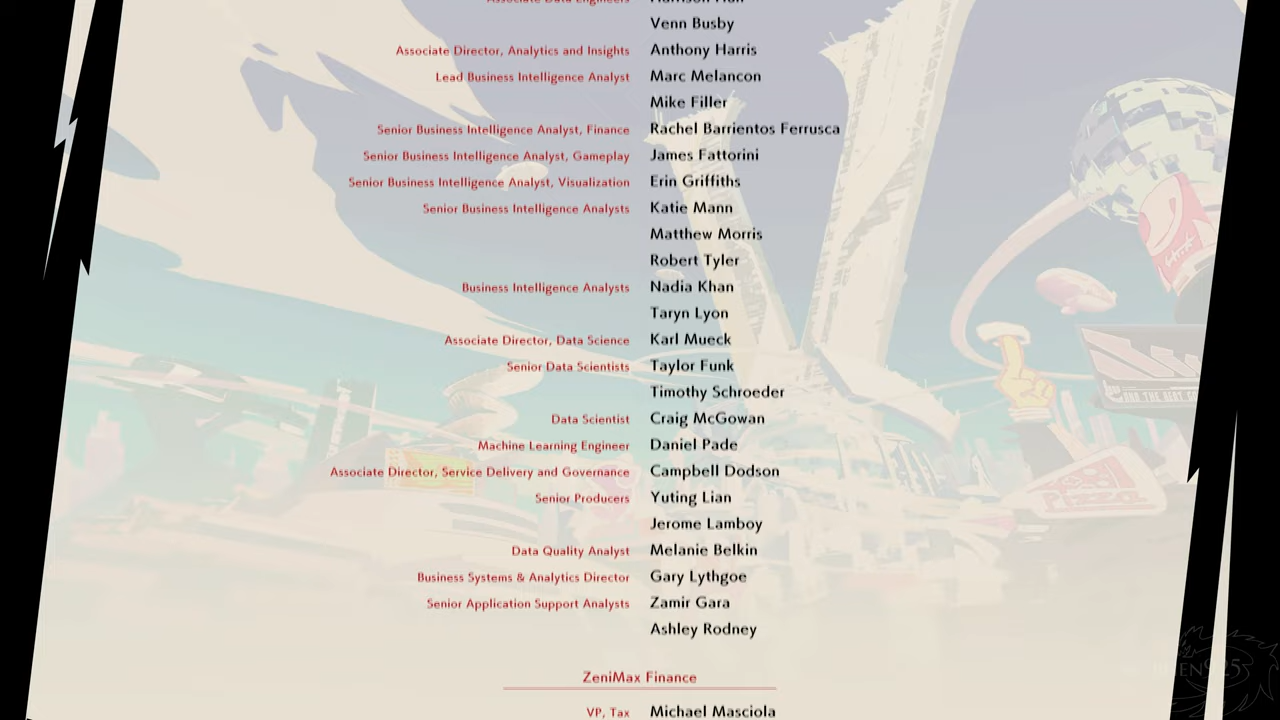 Associate Data Engineers Harrison Hall
Venn Busby
Associate Director, Analytics and Insights Anthony Harris
Lead Business Intelligence Analyst Marc Melancon
Mike Filler
Senior Business Intelligence Analyst, Finance Rachel Barrientos Ferrusca
Senior Business Intelligence Analyst, Gameplay James Fattorini
Senior Business Intelligence Analyst, Visualization Erin Griffiths
Senior Business Intelligence Analysts Katie Mann
Matthew Morris
Robert Tyler
Business Intelligence Analysts Nadia Khan
Taryn Lyon
Associate Director, Data Science Karl Mueck
Senior Data Scientists Taylor Funk
Timothy Schroeder
Data Scientist Craig McGowan
Machine Learning Engineer Daniel Pade
Associate Director, Service Delivery and Governance Campbell Dodson
Senior Producers Yuting Lian
Jerome Lamboy
Data Quality Analyst Melanie Belkin
Business Systems & Analytics Director Gary Lythgoe
Senior Application Support Analysts Zamir Gara
Ashley Rodney
ZeniMax Finance
VP, Tax Michael Masciola
Pizza